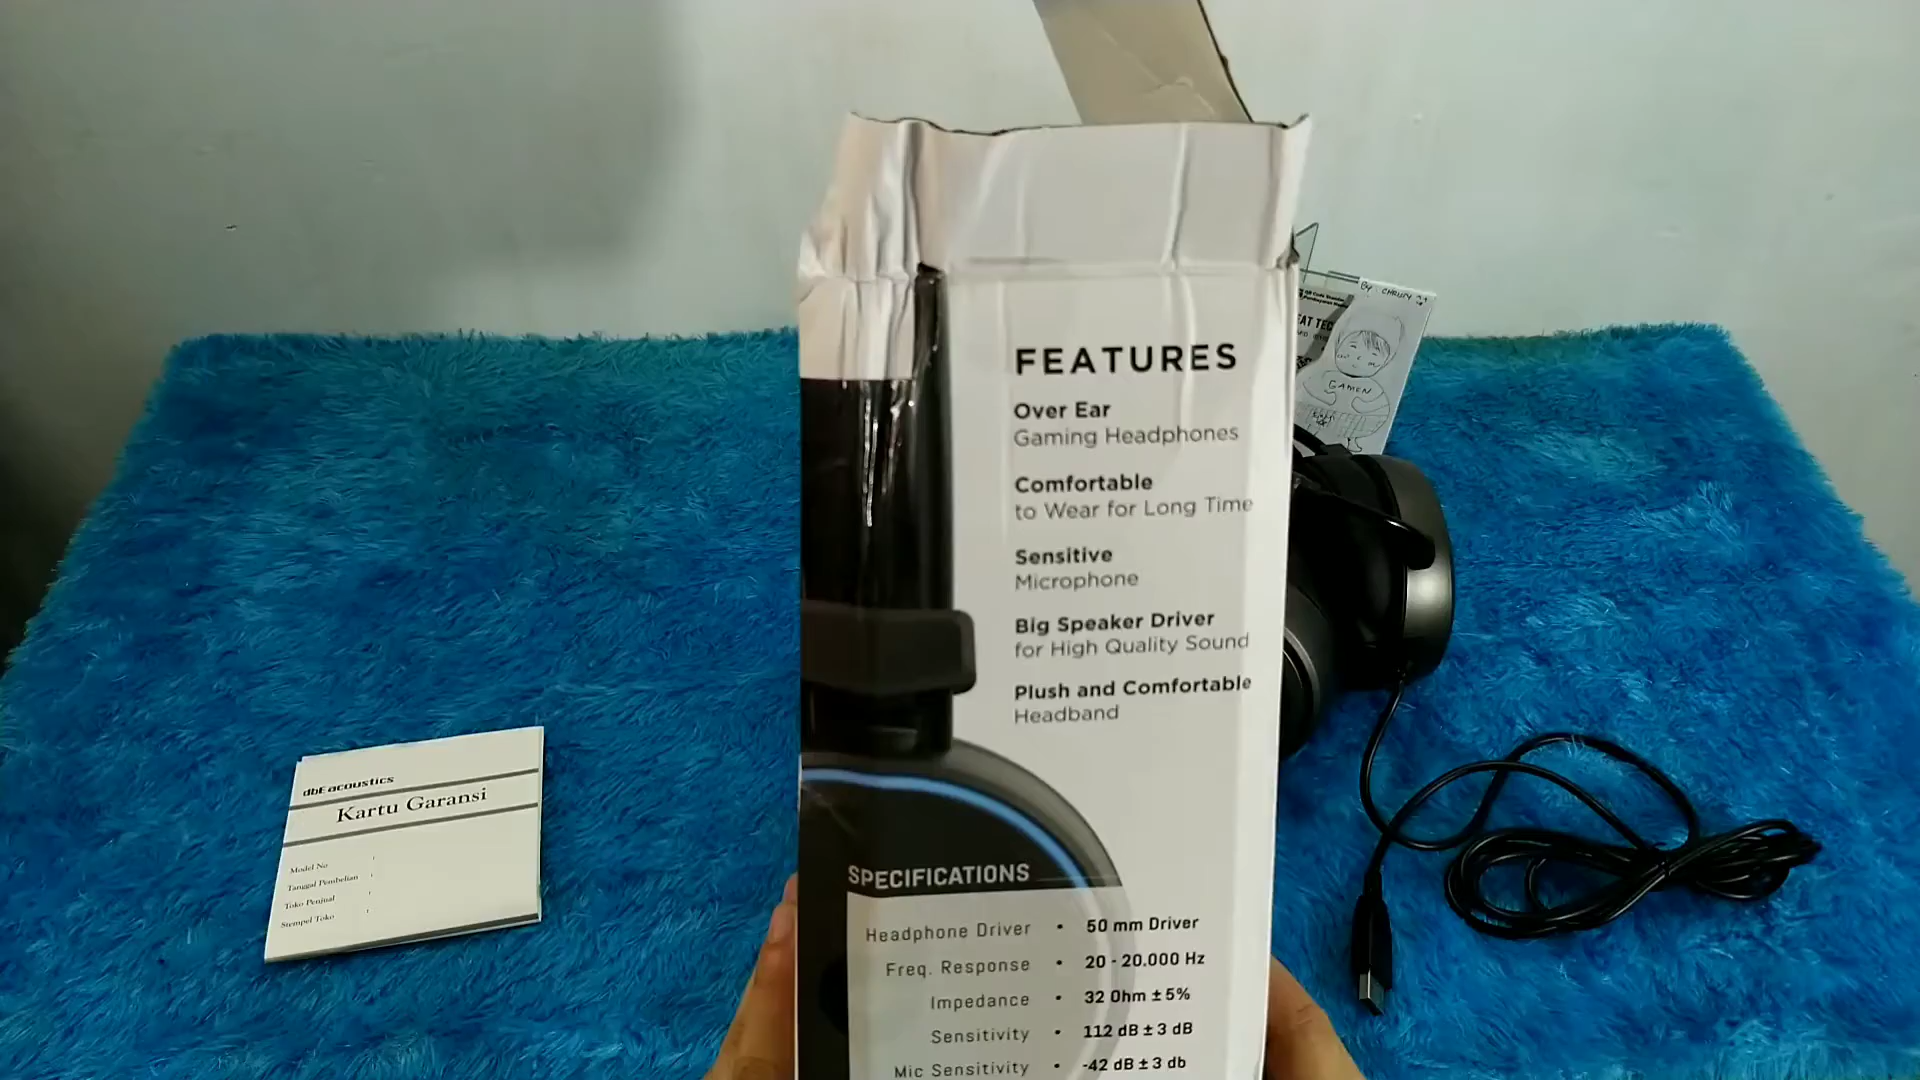 FEATURES
Over Ear
Gaming Headphones
Comfortable
to Wear for Long Time
Sensitive
Microphone
Big Speaker Driver
for High Quality Sound
Plush and Comfortable
Headband
SPECIFICATIONS
Headphone Driver • 50 mm Driver
Freq. Response • 20 - 20.000 Hz
Impedance • 32 Ohm ± 5%
Sensitivity • 112 dB ± 3 dB
Mic Sensitivity • -42 dB ± 3 db
dbE acoustics
Kartu Garansi
Model No :
Tanggal Pembelian :
Toko Penjual :
Stempel Toko :
By : CHRISTY
GAMEN